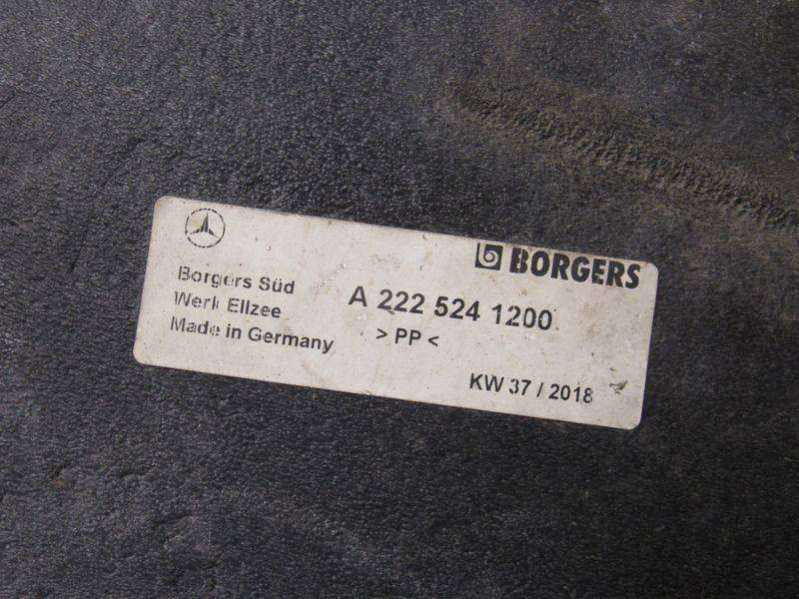 BORGERS
Borgers Süd
Werk Ellzee
Made in Germany
A 222 524 1200
> PP <
KW 37 / 2018